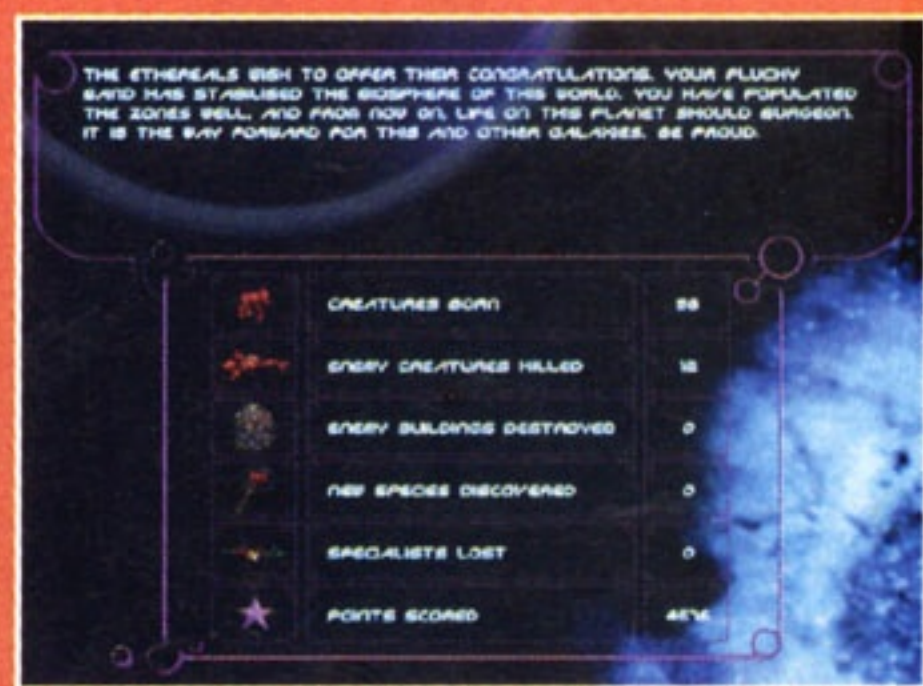 THE ETHEREALS WISH TO OFFER THEIR CONGRATULATIONS. YOUR PLUCKY
BAND HAS STABILISED THE BIOSPHERE OF THIS WORLD. YOU HAVE POPULATED
THE ZONES WELL, AND FROM NOW ON, LIFE ON THIS PLANET SHOULD BURGEON.
IT IS THE WAY FORWARD FOR THIS AND OTHER GALAXIES. BE PROUD.
CREATURES BORN
ENEMY CREATURES KILLED
ENEMY BUILDINGS DESTROYED 0
NEW SPECIES DISCOVERED 0
SPECIALISTS LOST 0
POINTS SCORED